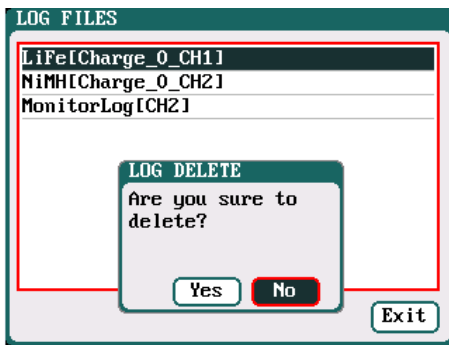 LOG FILES
LiFe[Charge_0_CH1]
NiMH[Charge_0_CH2]
MonitorLog[CH2]
LOG DELETE
Are you sure to
delete?
Yes No
Exit